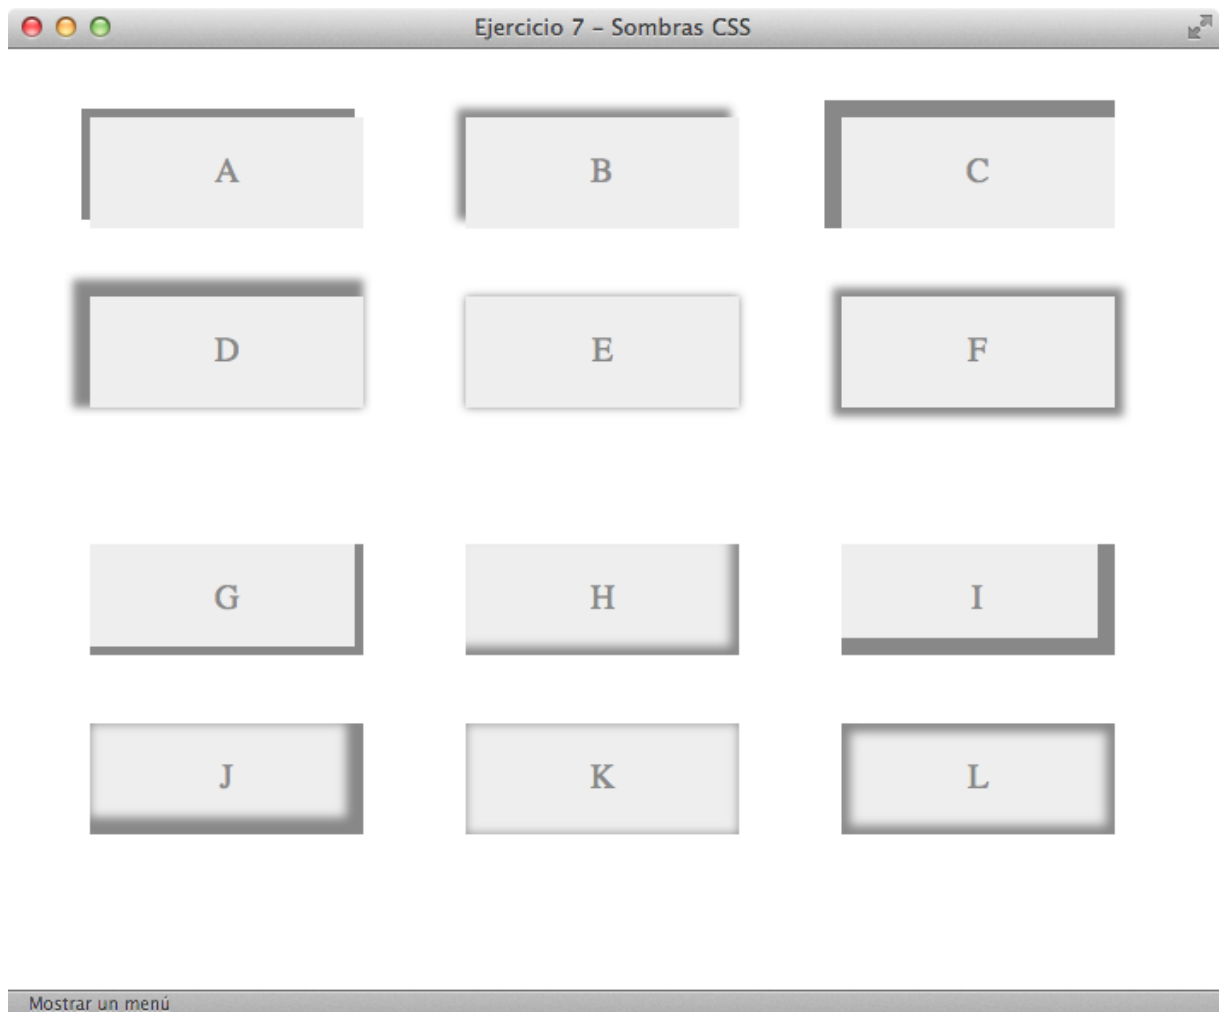 Ejercicio 7 – Sombras CSS
A B C
D E F
G H I
J K L
Mostrar un menú